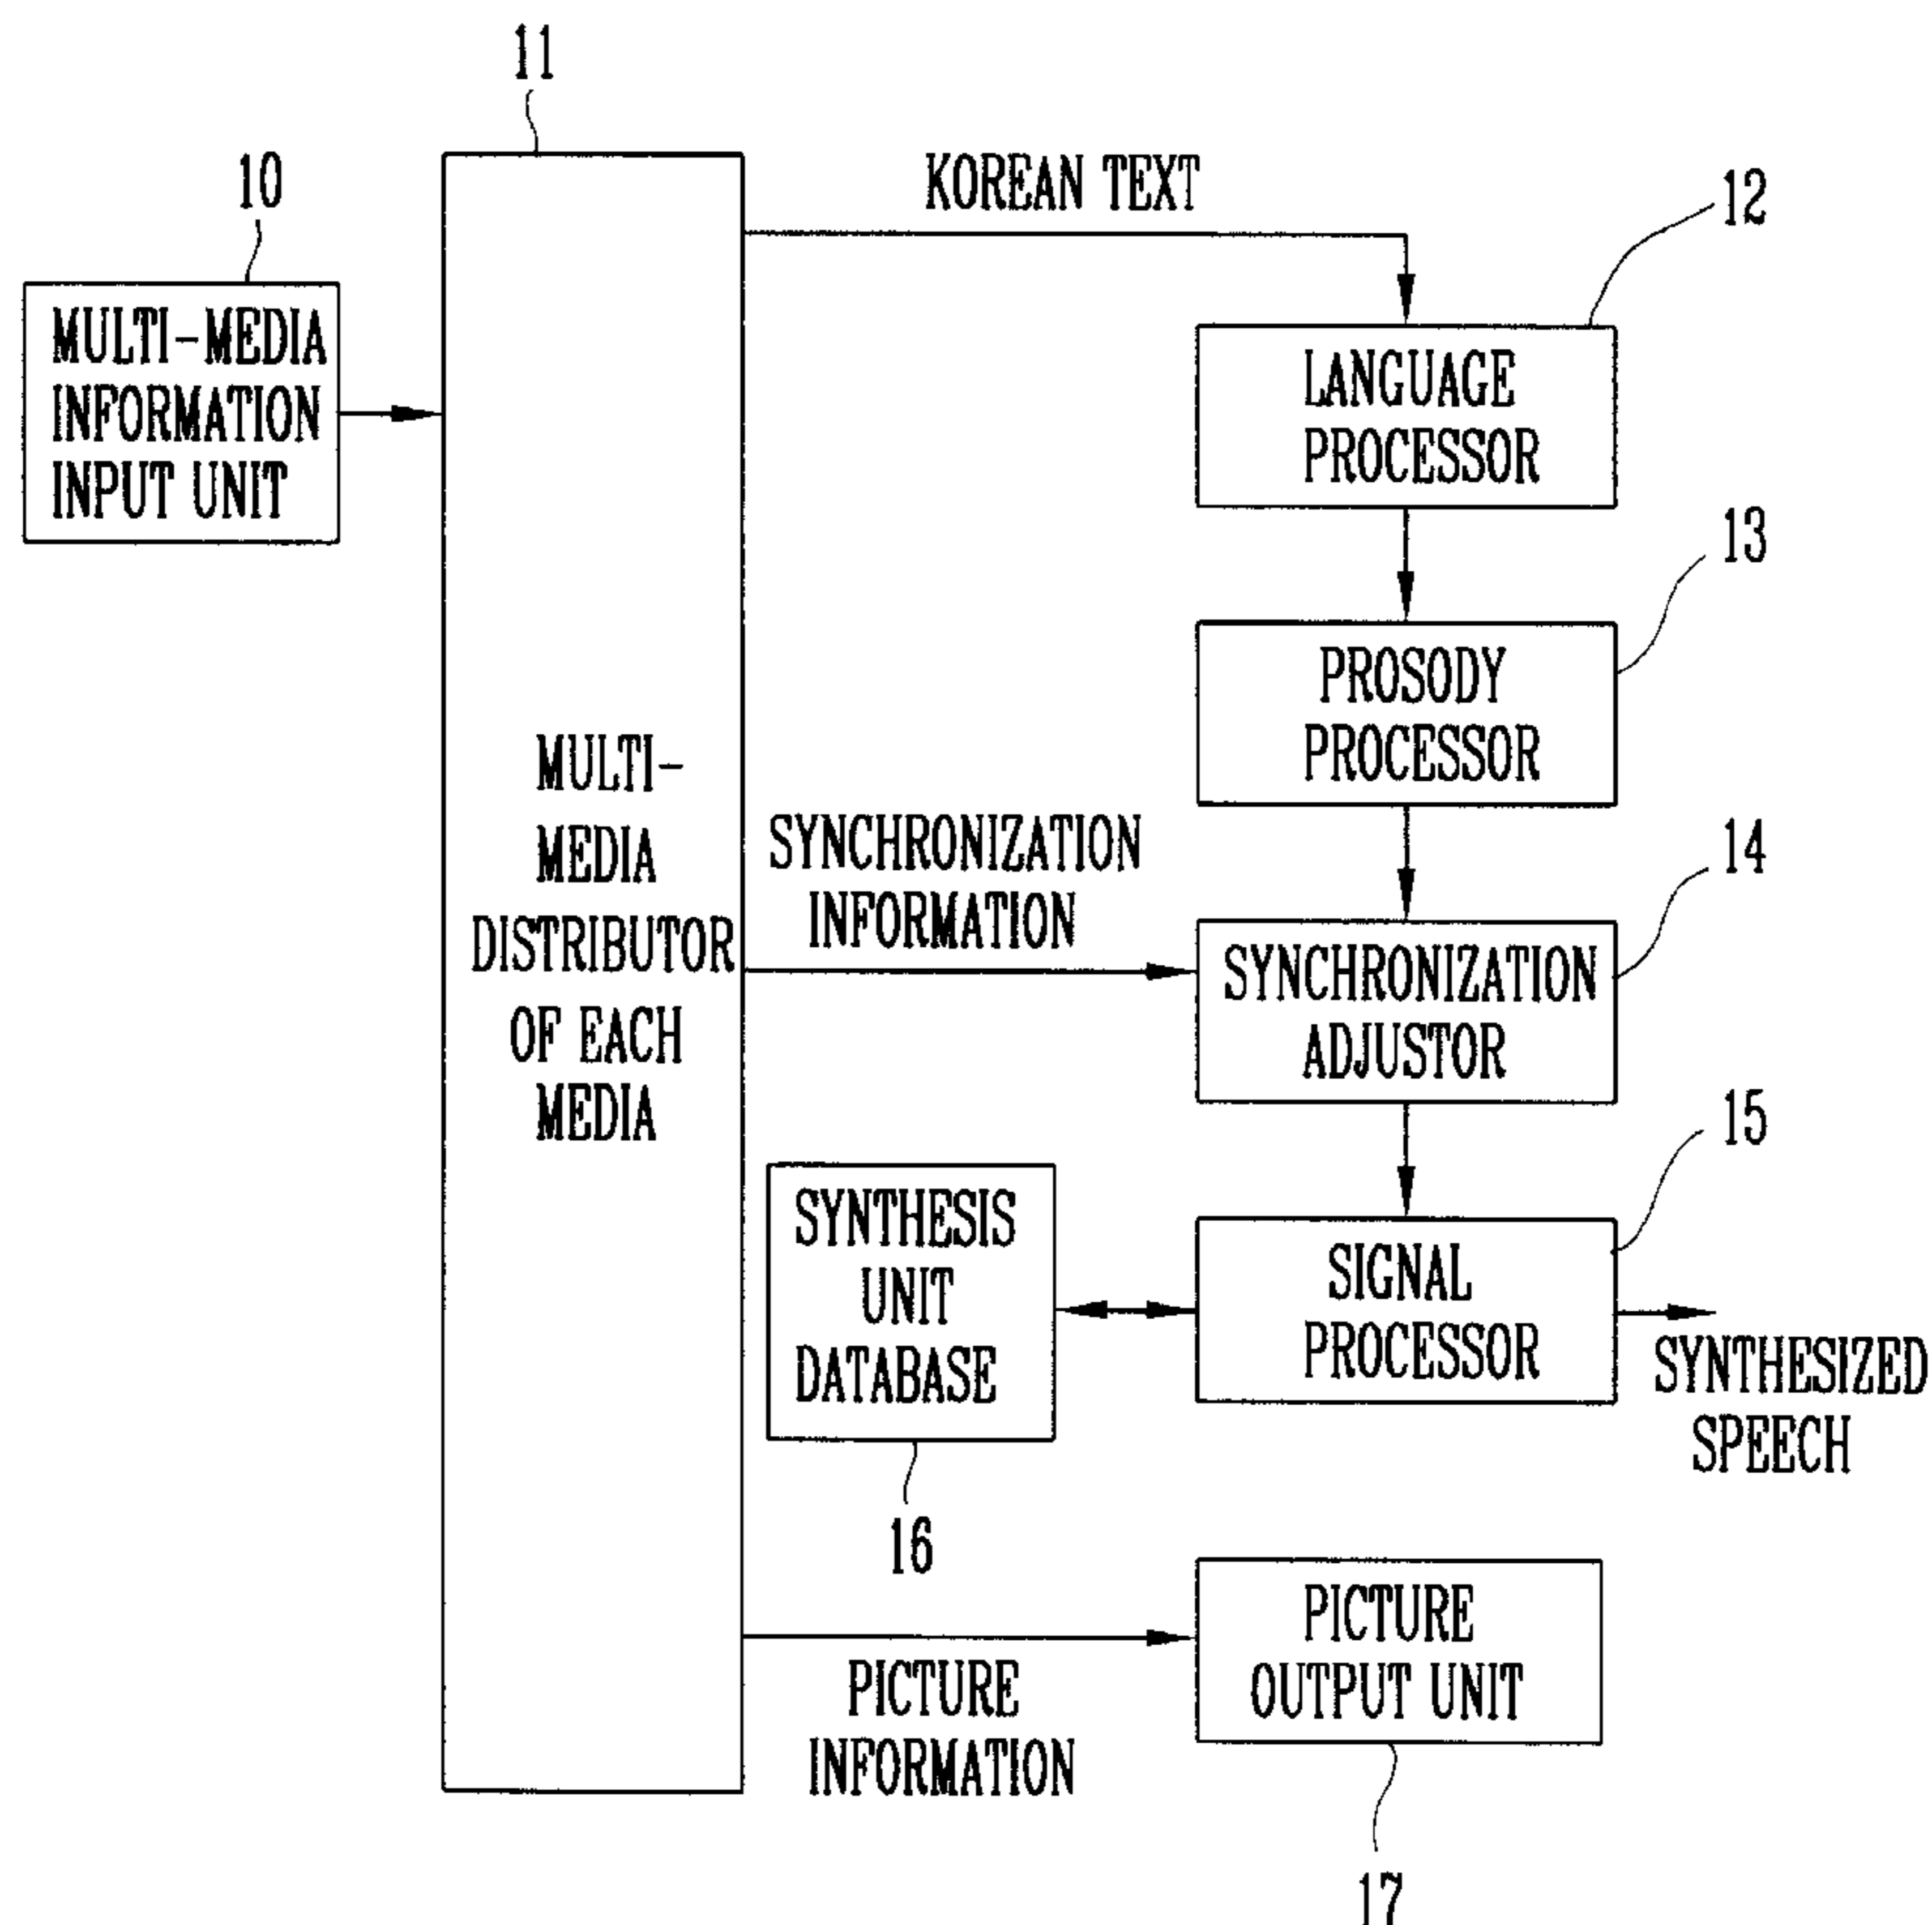 11
10
MULTI-MEDIA
INFORMATION
INPUT UNIT
MULTI-
MEDIA
DISTRIBUTOR
OF EACH
MEDIA
KOREAN TEXT
12
LANGUAGE
PROCESSOR
13
PROSODY
PROCESSOR
SYNCHRONIZATION
INFORMATION
14
SYNCHRONIZATION
ADJUSTOR
15
SYNTHESIS
UNIT
DATABASE
16
SIGNAL
PROCESSOR
SYNTHESIZED
SPEECH
PICTURE
INFORMATION
PICTURE
OUTPUT UNIT
17